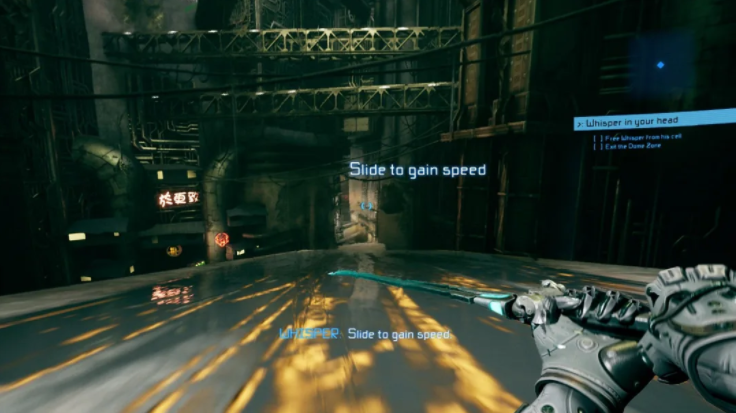 > Whisper in your head
[ ] Free Whisper from his cell
[ ] Exit the Dome Zone
Slide to gain speed
WHISPER: Slide to gain speed